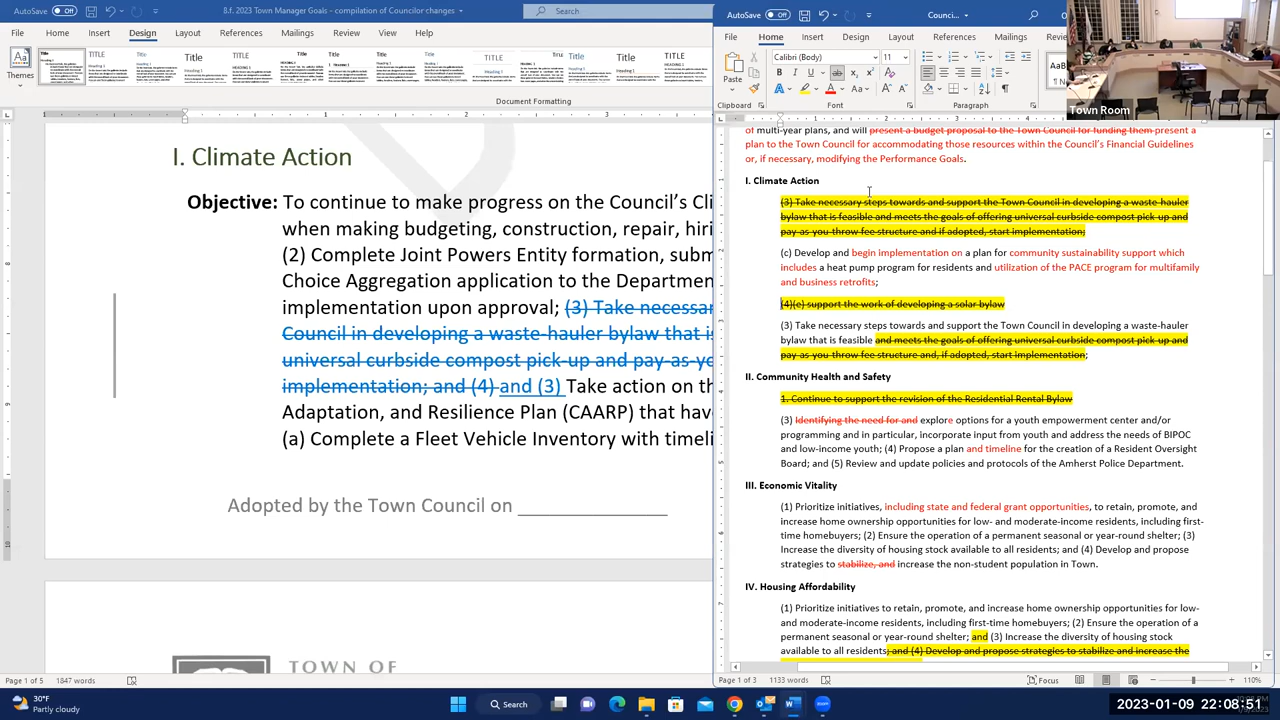 8.f. 2023 Town Manager Goals - compilation of councilor changes
File Home Insert Design Layout References Mailings Review View Help
Themes
Document Formatting
I. Climate Action
Objective: To continue to make progress on the Council's Cli
when making budgeting, construction, repair, hiri
(2) Complete Joint Powers Entity formation, subm
Choice Aggregation application to the Departmen
implementation upon approval; (3) Take necessar
Council in developing a waste-hauler bylaw that is
universal curbside compost pick-up and pay-as-yo
implementation; and (4) and (3) Take action on th
Adaptation, and Resilience Plan (CAARP) that hav
(a) Complete a Fleet Vehicle Inventory with timeli
Adopted by the Town Council on ____________
TOWN OF
Page 1 of 5 1847 words
AutoSave Off Counci...
File Home Insert Design Layout References Mailings
Paste
Calibri (Body) 11
Clipboard Font Paragraph
Town Room
of multi-year plans, and will present a budget proposal to the Town Council for funding them present a
plan to the Town Council for accommodating those resources within the Council's Financial Guidelines
or, if necessary, modifying the Performance Goals.
I. Climate Action
(3) Take necessary steps towards and support the Town Council in developing a waste-hauler
bylaw that is feasible and meets the goals of offering universal curbside compost pick-up and
pay-as-you-throw fee structure and if adopted, start implementation;
(c) Develop and begin implementation on a plan for community sustainability support which
includes a heat pump program for residents and utilization of the PACE program for multifamily
and business retrofits;
(4)(e) support the work of developing a solar bylaw
(3) Take necessary steps towards and support the Town Council in developing a waste-hauler
bylaw that is feasible and meets the goals of offering universal curbside compost pick-up and
pay-as-you-throw fee structure and, if adopted, start implementation;
II. Community Health and Safety
1. Continue to support the revision of the Residential Rental Bylaw
(3) Identifying the need for and explore options for a youth empowerment center and/or
programming and in particular, incorporate input from youth and address the needs of BIPOC
and low-income youth; (4) Propose a plan and timeline for the creation of a Resident Oversight
Board; and (5) Review and update policies and protocols of the Amherst Police Department.
III. Economic Vitality
(1) Prioritize initiatives, including state and federal grant opportunities, to retain, promote, and
increase home ownership opportunities for low- and moderate-income residents, including first-
time homebuyers; (2) Ensure the operation of a permanent seasonal or year-round shelter; (3)
Increase the diversity of housing stock available to all residents; and (4) Develop and propose
strategies to stabilize, and increase the non-student population in Town.
IV. Housing Affordability
(1) Prioritize initiatives to retain, promote, and increase home ownership opportunities for low-
and moderate-income residents, including first-time homebuyers; (2) Ensure the operation of a
permanent seasonal or year-round shelter; and (3) Increase the diversity of housing stock
available to all residents; and (4) Develop and propose strategies to stabilize and increase the
Page 1 of 3 1133 words Focus 110%
30°F
Partly cloudy
Search
2023-01-09 22:08:51